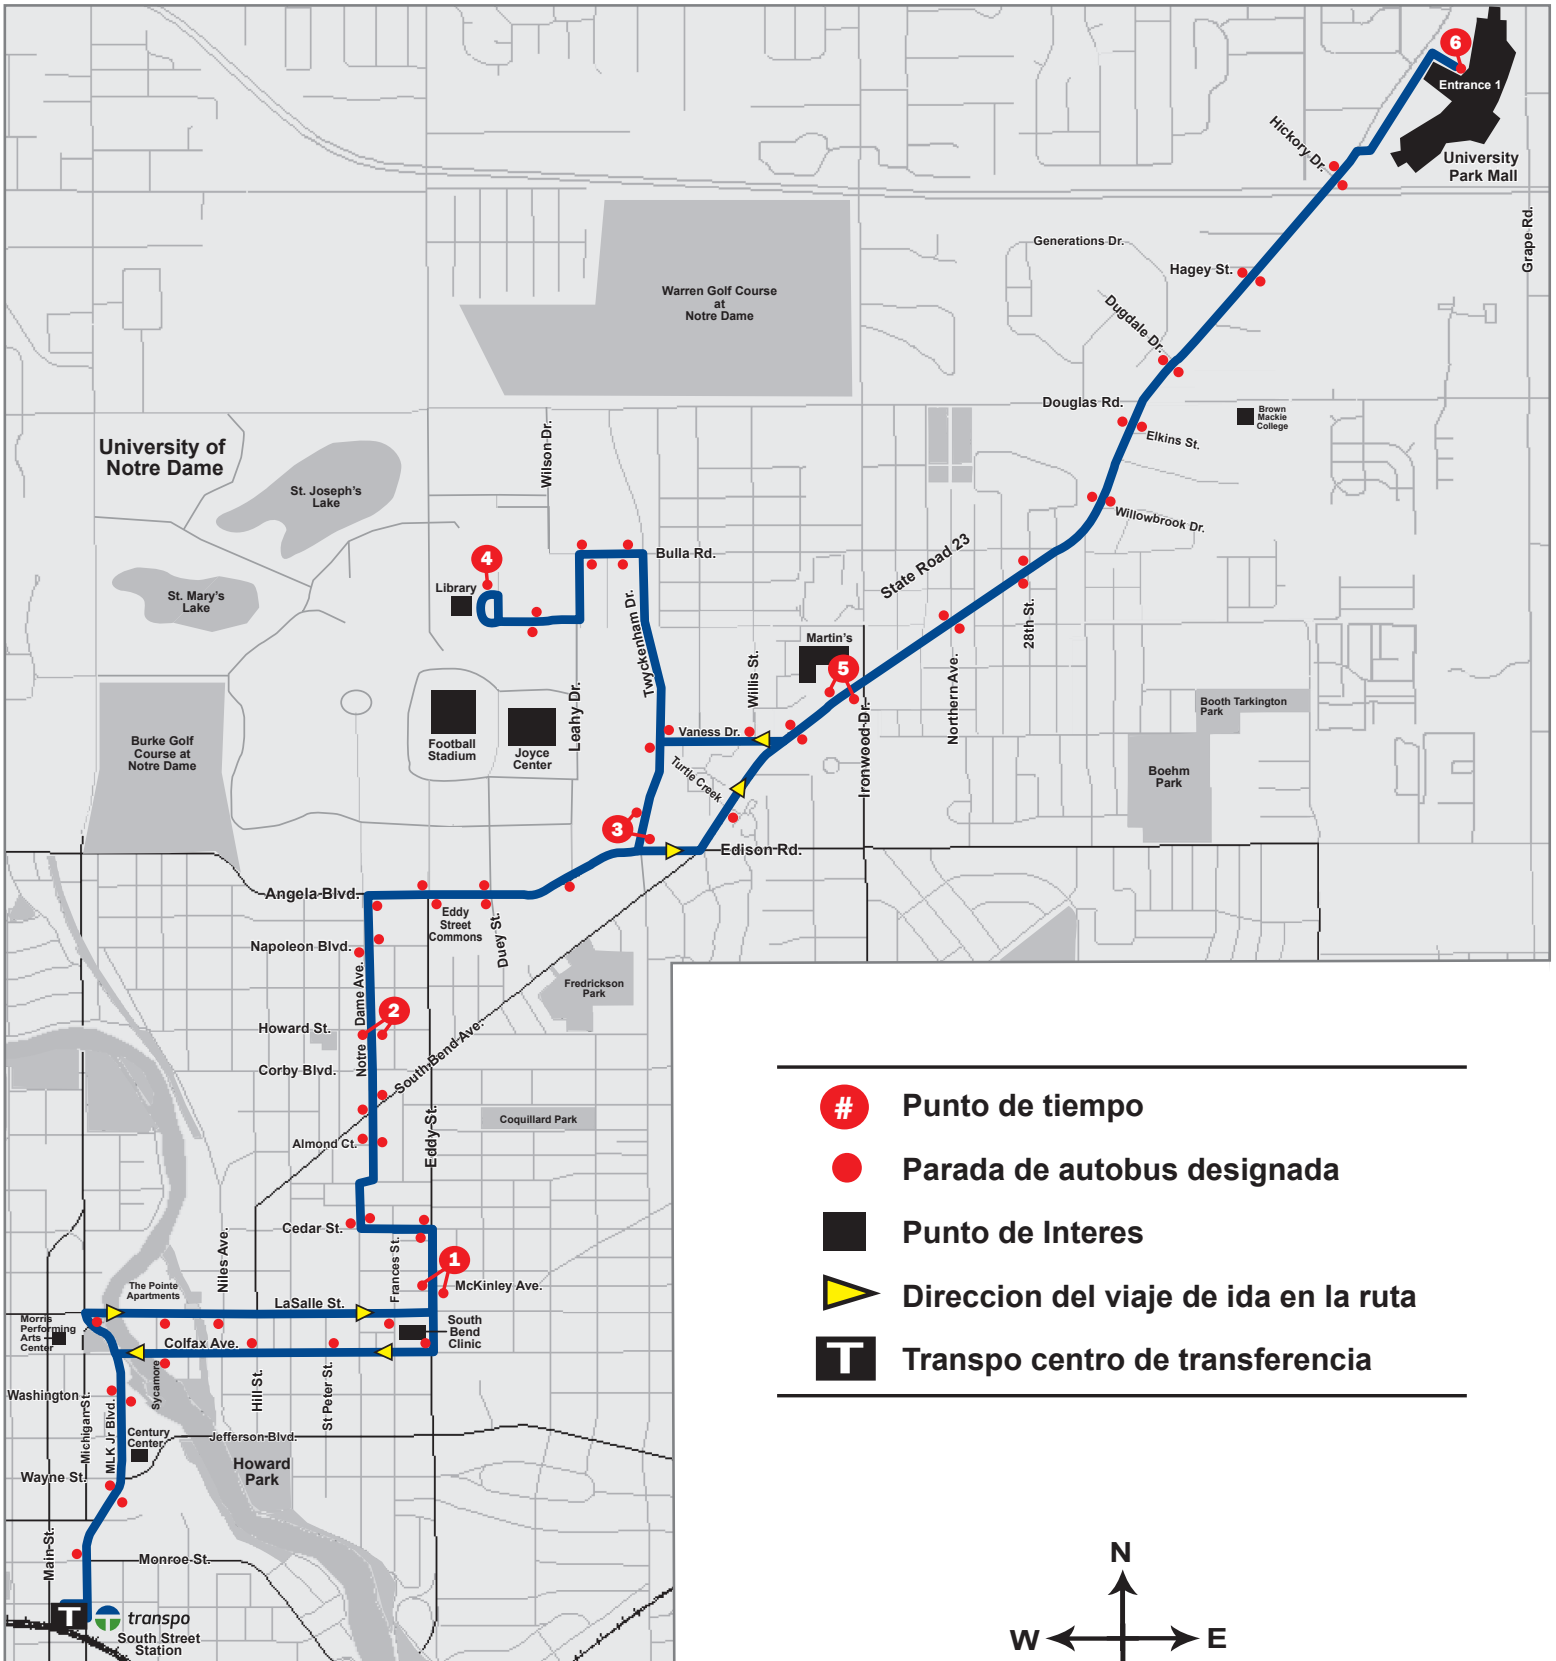 6
Entrance 1
Hickory Dr.
University
Park Mall
Grape Rd.
Generations Dr.
Hagey St.
Dugdale Dr.
Warren Golf Course
at
Notre Dame
Douglas Rd.
Brown
Mackie
College
Elkins St.
Willowbrook Dr.
University of
Notre Dame
St. Joseph's
Lake
Wilson Dr.
4
Library
Bulla Rd.
State Road 23
St. Mary's
Lake
Twyckenham Dr.
28th St.
Martin's
5
Willis St.
Northern Ave.
Booth Tarkington
Park
Leahy Dr.
Ironwood Dr.
Football
Stadium
Joyce
Center
Vaness Dr.
Burke Golf
Course at
Notre Dame
Turtle Creek
Boehm
Park
3
Edison Rd.
Angela Blvd.
Eddy
Street
Commons
Duey St.
Napoleon Blvd.
Notre Dame Ave.
Fredrickson
Park
2
Howard St.
South Bend Ave.
Corby Blvd.
Coquillard Park
Almond Ct.
Eddy St.
Cedar St.
Niles Ave.
Frances St.
1
McKinley Ave.
The Pointe
Apartments
LaSalle St.
Morris
Performing
Arts
Center
Colfax Ave.
South
Bend
Clinic
Washington
Michigan St.
MLK Jr Blvd.
Sycamore
Hill St.
St Peter St.
Century
Center
Jefferson Blvd.
Howard
Park
Wayne St.
Main St.
Monroe St.
T
transpo
South Street
Station
# Punto de tiempo
Parada de autobus designada
Punto de Interes
Direccion del viaje de ida en la ruta
T Transpo centro de transferencia
N
W E